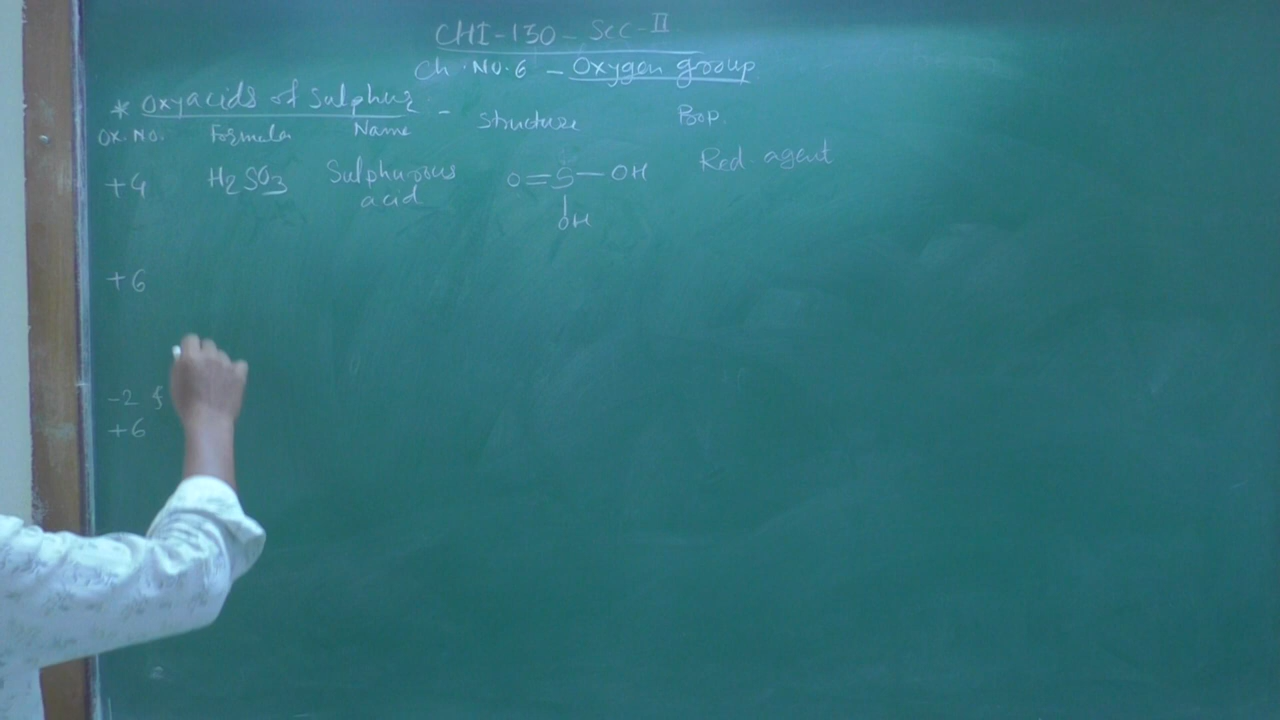 CHI-130 - Sec-II
Ch. No. 6 - Oxygen group
* Oxyacids of Sulphur -
OX. NO. Formula Name Structure Prop.
+4 H2SO3 Sulphurous acid O=S-OH Red. agent
OH
+6
-2 &
+6